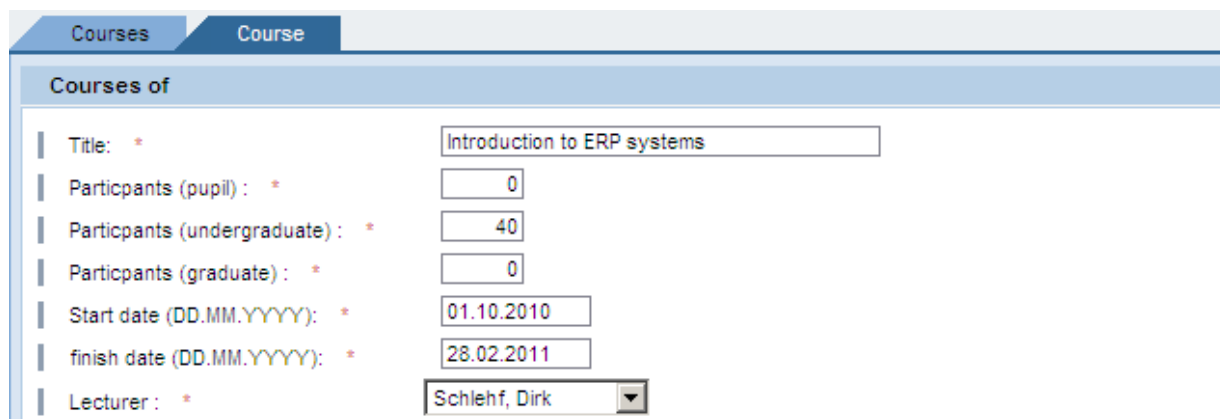 Courses Course
Courses of
Title: * Introduction to ERP systems
Particpants (pupil) : * 0
Particpants (undergraduate) : * 40
Particpants (graduate) : * 0
Start date (DD.MM.YYYY): * 01.10.2010
finish date (DD.MM.YYYY): * 28.02.2011
Lecturer : * Schlehf, Dirk